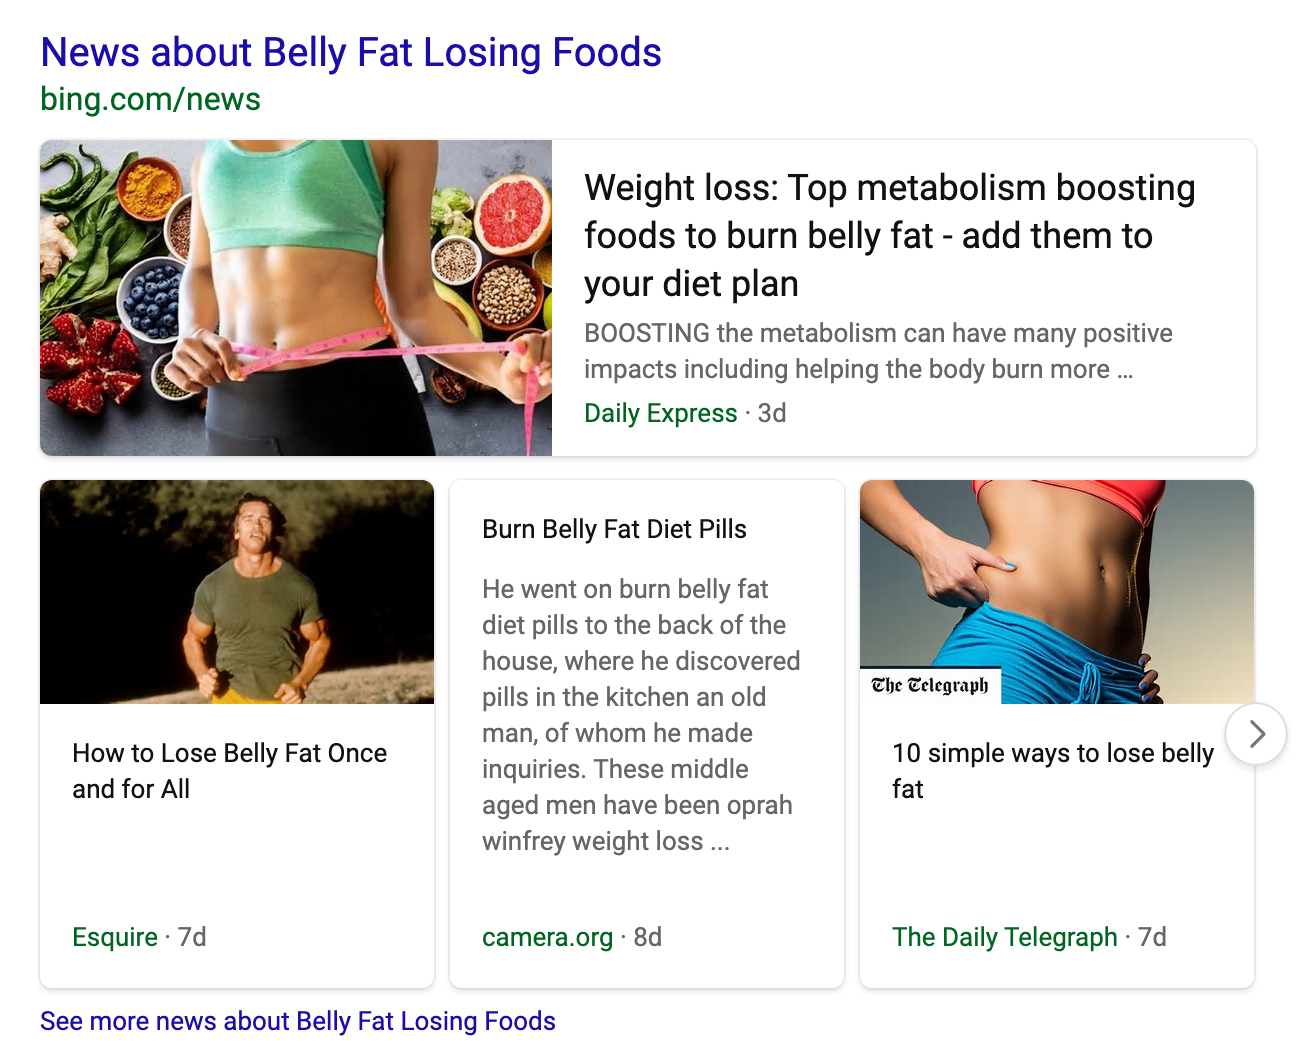 News about Belly Fat Losing Foods
bing.com/news
Weight loss: Top metabolism boosting
foods to burn belly fat - add them to
your diet plan
BOOSTING the metabolism can have many positive
impacts including helping the body burn more ...
Daily Express · 3d
How to Lose Belly Fat Once
and for All
Esquire · 7d
Burn Belly Fat Diet Pills
He went on burn belly fat
diet pills to the back of the
house, where he discovered
pills in the kitchen an old
man, of whom he made
inquiries. These middle
aged men have been oprah
winfrey weight loss ...
camera.org · 8d
The Telegraph
10 simple ways to lose belly
fat
The Daily Telegraph · 7d
See more news about Belly Fat Losing Foods